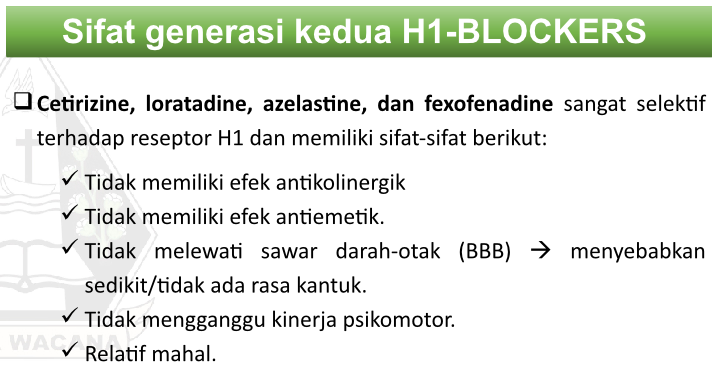 Sifat generasi kedua H1-BLOCKERS
❑ Cetirizine, loratadine, azelastine, dan fexofenadine sangat selektif
terhadap reseptor H1 dan memiliki sifat-sifat berikut:
✓ Tidak memiliki efek antikolinergik
✓ Tidak memiliki efek antiemetik.
✓ Tidak melewati sawar darah-otak (BBB) → menyebabkan
sedikit/tidak ada rasa kantuk.
✓ Tidak mengganggu kinerja psikomotor.
WACANA
✓ Relatif mahal.